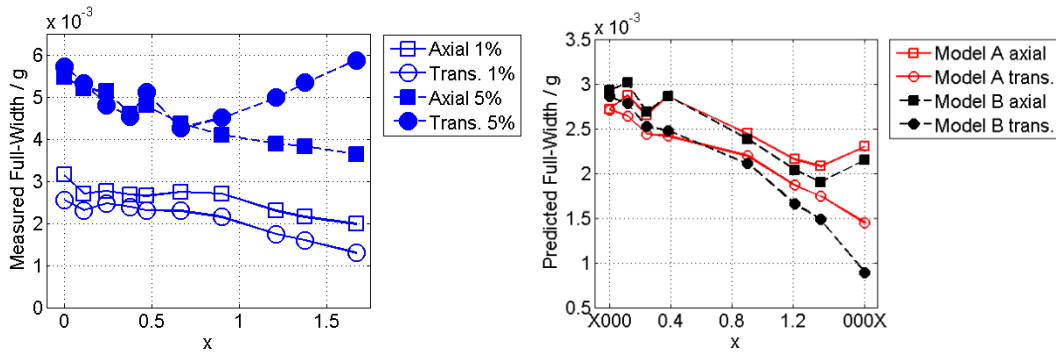 x 10⁻³
6
5
4
3
2
1
0
0
0.5
1
1.5
x
Measured Full-Width / g
Axial 1%
Trans. 1%
Axial 5%
Trans. 5%
x 10⁻³
3.5
3
2.5
2
1.5
1
0.5
X000
0.4
0.8
1.2
000X
x
Predicted Full-Width / g
Model A axial
Model A trans.
Model B axial
Model B trans.